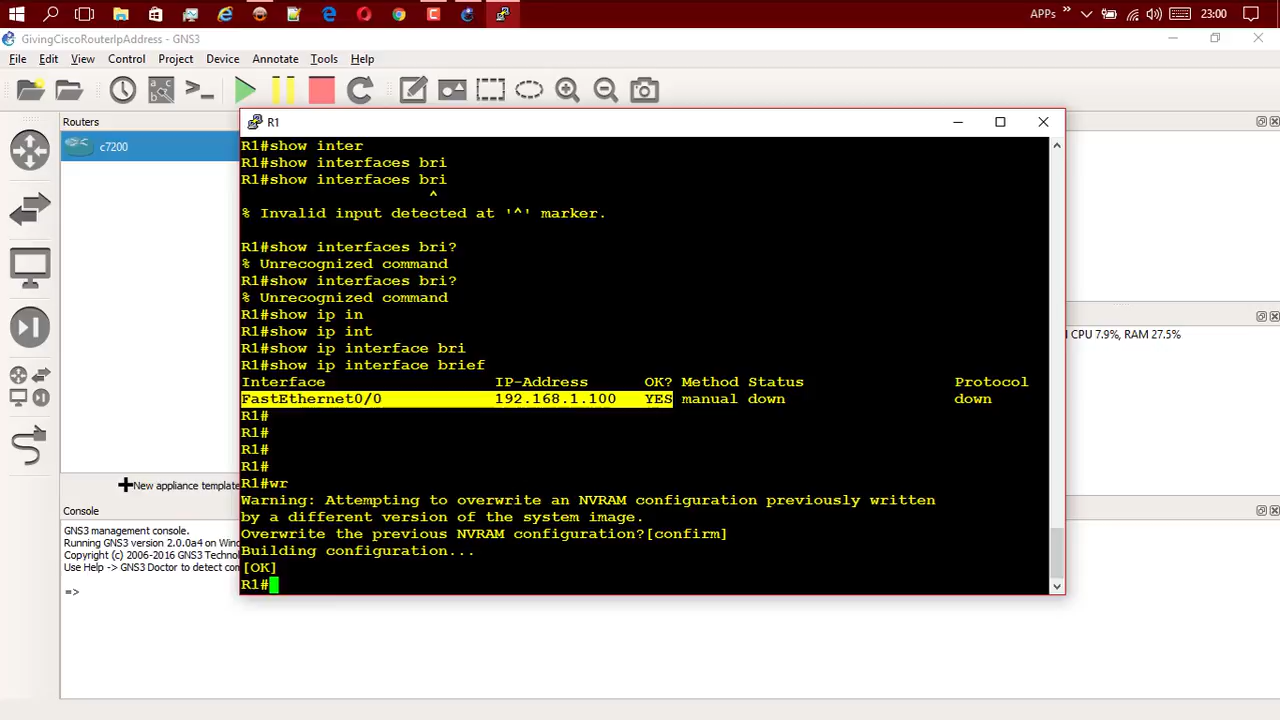 APPs » 23:00
GivingCiscoRouterIpAddress - GNS3
File Edit View Control Project Device Annotate Tools Help
Routers
c7200
R1
R1#show inter
R1#show interfaces bri
R1#show interfaces bri
^
% Invalid input detected at '^' marker.
R1#show interfaces bri?
% Unrecognized command
R1#show interfaces bri?
% Unrecognized command
R1#show ip in
R1#show ip int
R1#show ip interface bri
R1#show ip interface brief
Interface IP-Address OK? Method Status Protocol
FastEthernet0/0 192.168.1.100 YES manual down down
R1#
R1#
R1#
R1#
R1#wr
Warning: Attempting to overwrite an NVRAM configuration previously written
by a different version of the system image.
Overwrite the previous NVRAM configuration?[confirm]
Building configuration...
[OK]
R1#
CPU 7.9%, RAM 27.5%
New appliance template
Console
GNS3 management console.
Running GNS3 version 2.0.0a4 on
Copyright (c) 2006-2016 GNS3
Use Help -> GNS3 Doctor to detect
=>